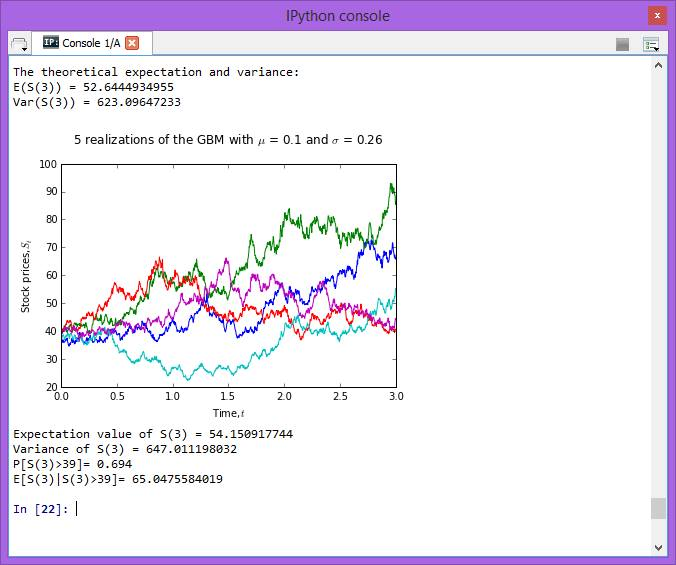 IPython console
IP: Console 1/A
The theoretical expectation and variance:
E(S(3)) = 52.6444934955
Var(S(3)) = 623.09647233
5 realizations of the GBM with μ = 0.1 and σ = 0.26
100
90
80
70
60
50
40
30
20
Stock prices, Sₜ
0.0 0.5 1.0 1.5 2.0 2.5 3.0
Time, t
Expectation value of S(3) = 54.150917744
Variance of S(3) = 647.011198032
P[S(3)>39]= 0.694
E[S(3)|S(3)>39]= 65.0475584019
In [22]: